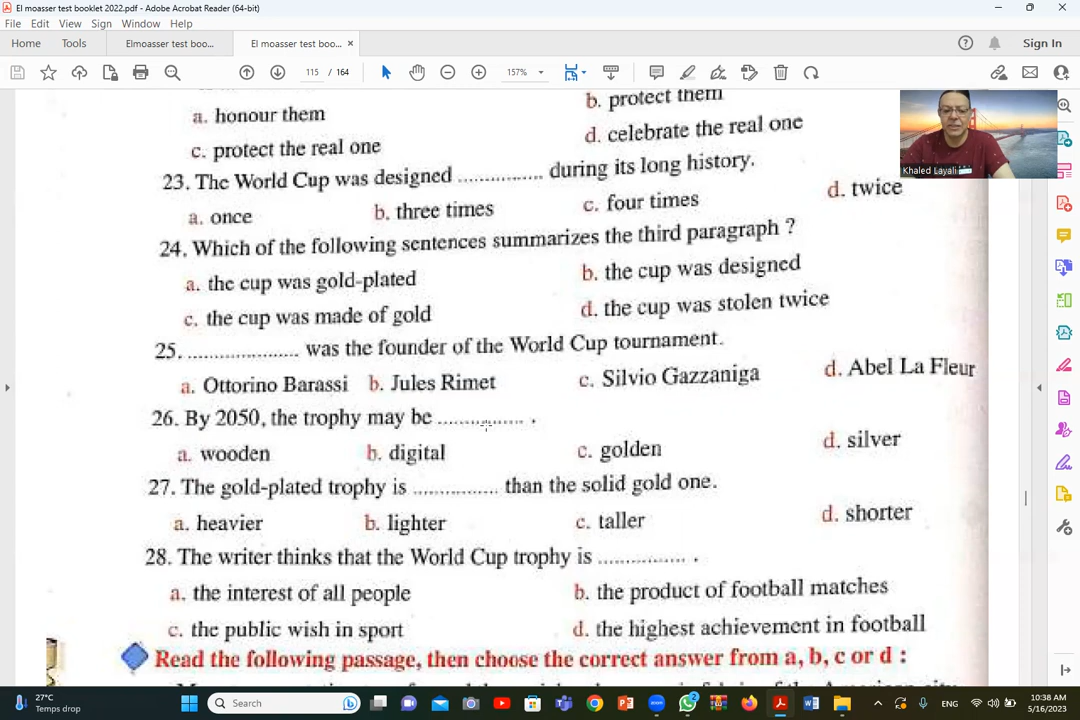 El moasser test booklet 2022.pdf - Adobe Acrobat Reader (64-bit)
File Edit View Sign Window Help
Home Tools Elmoasser test boo... El moasser test boo... × Sign In
115 / 164 157%
a. honour them b. protect them
c. protect the real one d. celebrate the real one
23. The World Cup was designed ............... during its long history.
a. once b. three times c. four times d. twice
24. Which of the following sentences summarizes the third paragraph ?
a. the cup was gold-plated b. the cup was designed
c. the cup was made of gold d. the cup was stolen twice
25. .................... was the founder of the World Cup tournament.
a. Ottorino Barassi b. Jules Rimet c. Silvio Gazzaniga d. Abel La Fleur
26. By 2050, the trophy may be ............... .
a. wooden b. digital c. golden d. silver
27. The gold-plated trophy is ............... than the solid gold one.
a. heavier b. lighter c. taller d. shorter
28. The writer thinks that the World Cup trophy is ............... .
a. the interest of all people b. the product of football matches
c. the public wish in sport d. the highest achievement in football
Read the following passage, then choose the correct answer from a, b, c or d :
Khaled Layali
27°C
Temps drop
Search
2
ENG
10:38 AM
5/16/2023